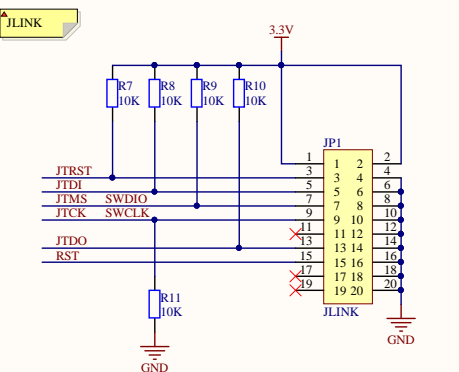 JLINK
3.3V
R7 R8 R9 R10
10K 10K 10K 10K
JP1
1 1 2 2
JTRST 3 3 4 4
JTDI 5 5 6 6
JTMS SWDIO 7 7 8 8
JTCK SWCLK 9 9 10 10
11 11 12 12
JTDO 13 13 14 14
RST 15 15 16 16
17 17 18 18
19 19 20 20
R11
10K
JLINK
GND
GND